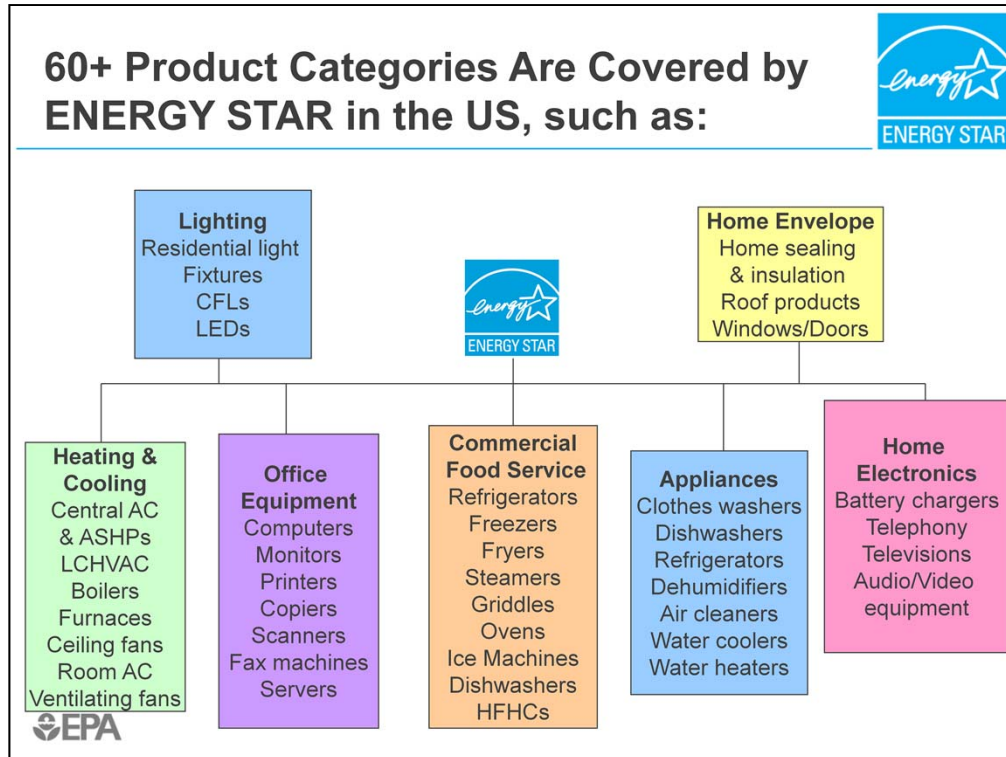 60+ Product Categories Are Covered by
ENERGY STAR in the US, such as:
energy
ENERGY STAR
Lighting
Residential light
Fixtures
CFLs
LEDs
energy
ENERGY STAR
Home Envelope
Home sealing
& insulation
Roof products
Windows/Doors
Heating &
Cooling
Central AC
& ASHPs
LCHVAC
Boilers
Furnaces
Ceiling fans
Room AC
Ventilating fans
Office
Equipment
Computers
Monitors
Printers
Copiers
Scanners
Fax machines
Servers
Commercial
Food Service
Refrigerators
Freezers
Fryers
Steamers
Griddles
Ovens
Ice Machines
Dishwashers
HFHCs
Appliances
Clothes washers
Dishwashers
Refrigerators
Dehumidifiers
Air cleaners
Water coolers
Water heaters
Home
Electronics
Battery chargers
Telephony
Televisions
Audio/Video
equipment
EPA